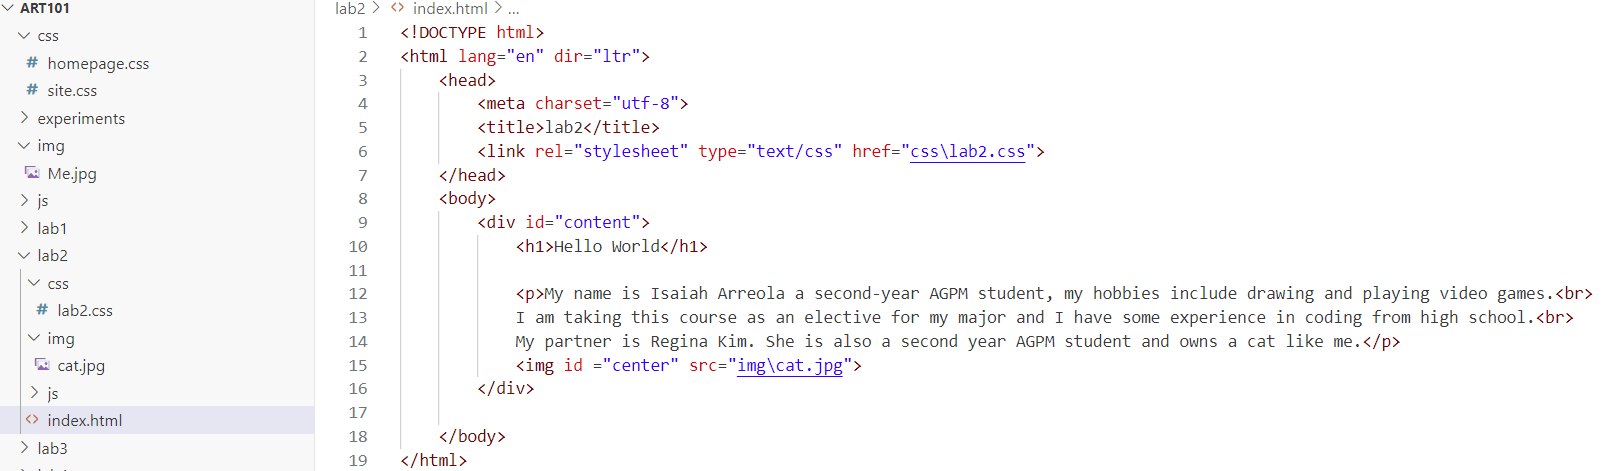 ART101
css
# homepage.css
# site.css
experiments
img
Me.jpg
js
lab1
lab2
css
# lab2.css
img
cat.jpg
js
<> index.html
lab3
lab2 > <> index.html > ...
1 <!DOCTYPE html>
2 <html lang="en" dir="ltr">
3 <head>
4 <meta charset="utf-8">
5 <title>lab2</title>
6 <link rel="stylesheet" type="text/css" href="css\lab2.css">
7 </head>
8 <body>
9 <div id="content">
10 <h1>Hello World</h1>
11
12 <p>My name is Isaiah Arreola a second-year AGPM student, my hobbies include drawing and playing video games.<br>
13 I am taking this course as an elective for my major and I have some experience in coding from high school.<br>
14 My partner is Regina Kim. She is also a second year AGPM student and owns a cat like me.</p>
15 <img id ="center" src="img\cat.jpg">
16 </div>
17
18 </body>
19 </html>